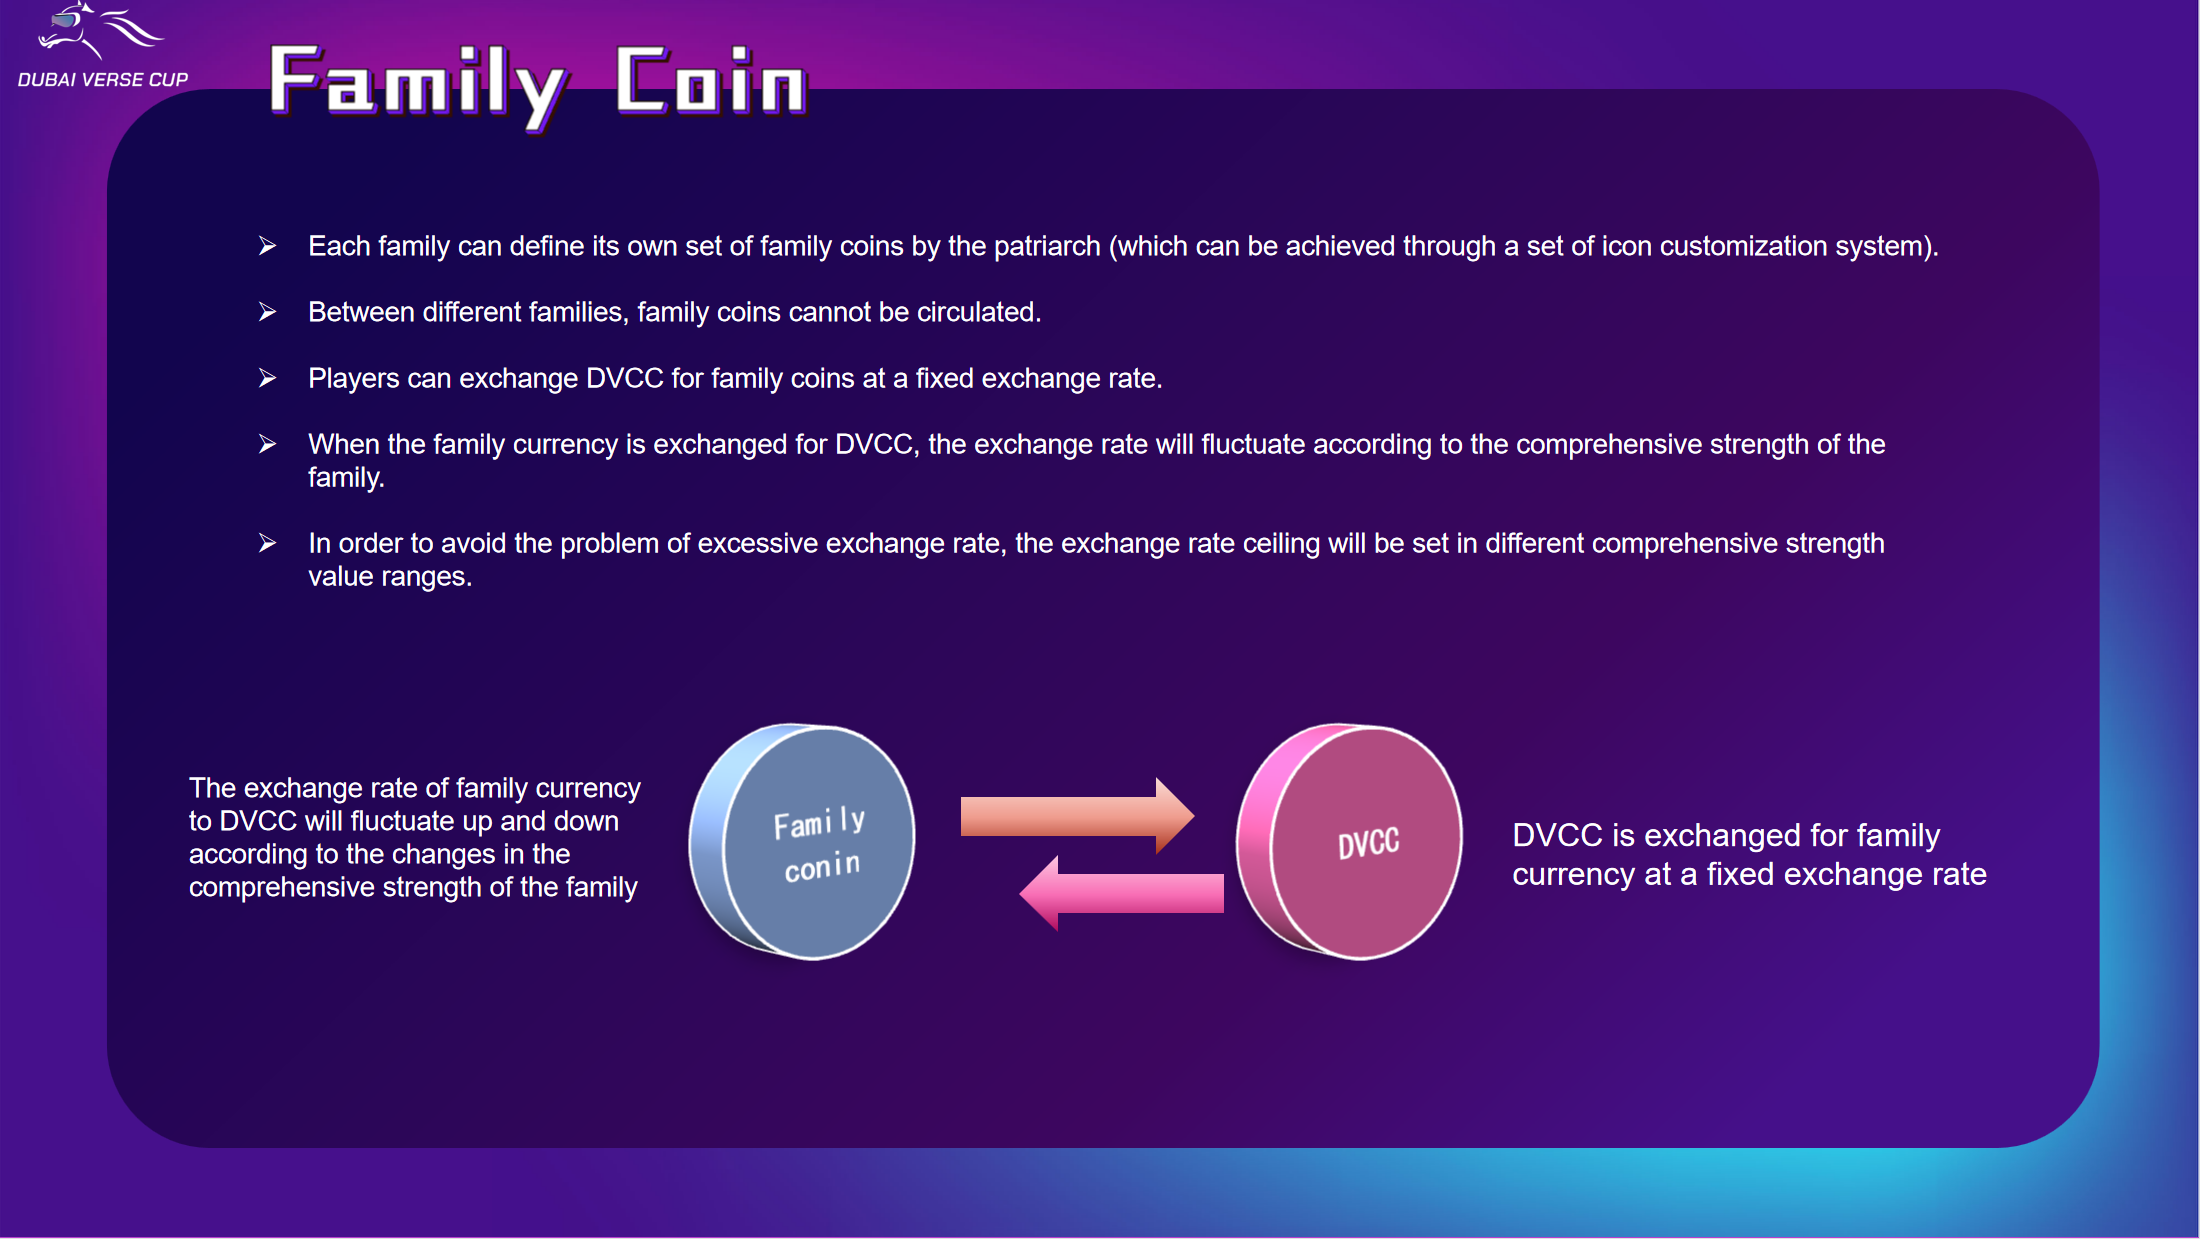 DUBAI VERSE CUP
Family Coin
➢ Each family can define its own set of family coins by the patriarch (which can be achieved through a set of icon customization system).
➢ Between different families, family coins cannot be circulated.
➢ Players can exchange DVCC for family coins at a fixed exchange rate.
➢ When the family currency is exchanged for DVCC, the exchange rate will fluctuate according to the comprehensive strength of the
family.
➢ In order to avoid the problem of excessive exchange rate, the exchange rate ceiling will be set in different comprehensive strength
value ranges.
The exchange rate of family currency
to DVCC will fluctuate up and down
according to the changes in the
comprehensive strength of the family
Family
conin
DVCC
DVCC is exchanged for family
currency at a fixed exchange rate